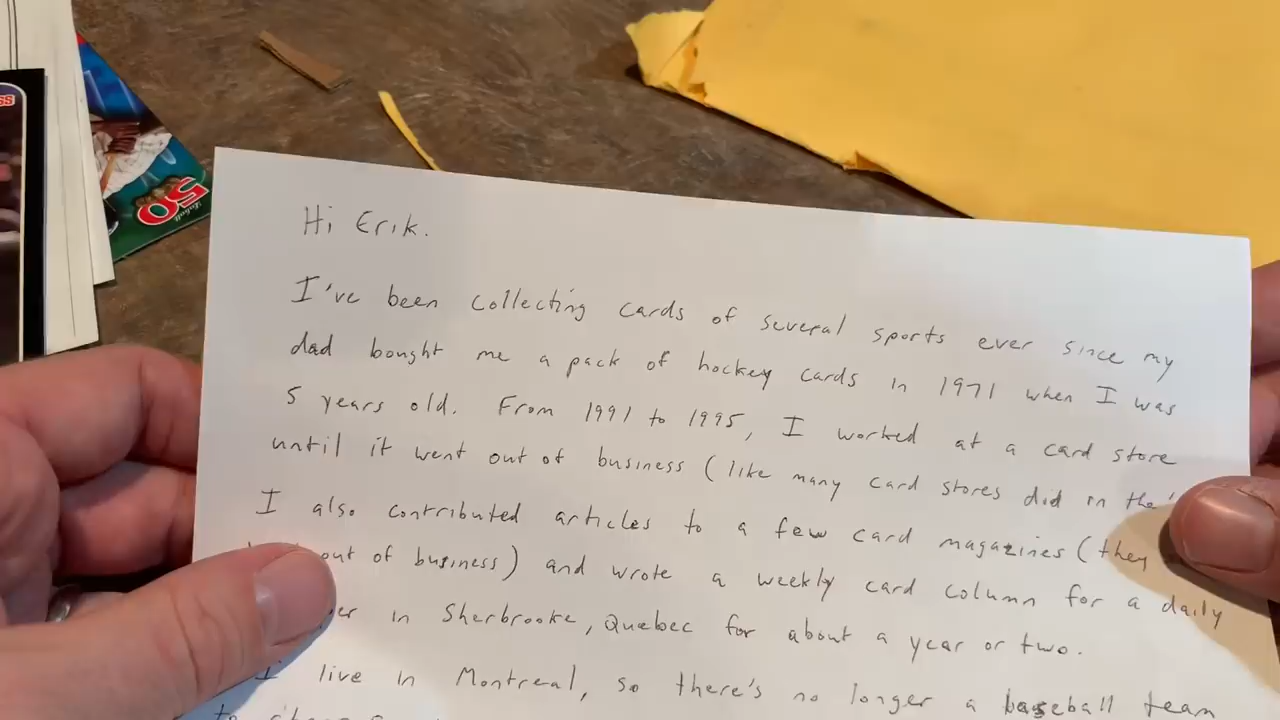 Hi Erik.
I've been collecting cards of several sports ever since my
dad bought me a pack of hockey cards in 1971 when I was
5 years old. From 1991 to 1995, I worked at a card store
until it went out of business (like many card stores did in the
I also contributed articles to a few card magazines (they
out of business) and wrote a weekly card column for a daily
in Sherbrooke, Quebec for about a year or two.
I live in Montreal, so there's no longer a baseball team
to
50